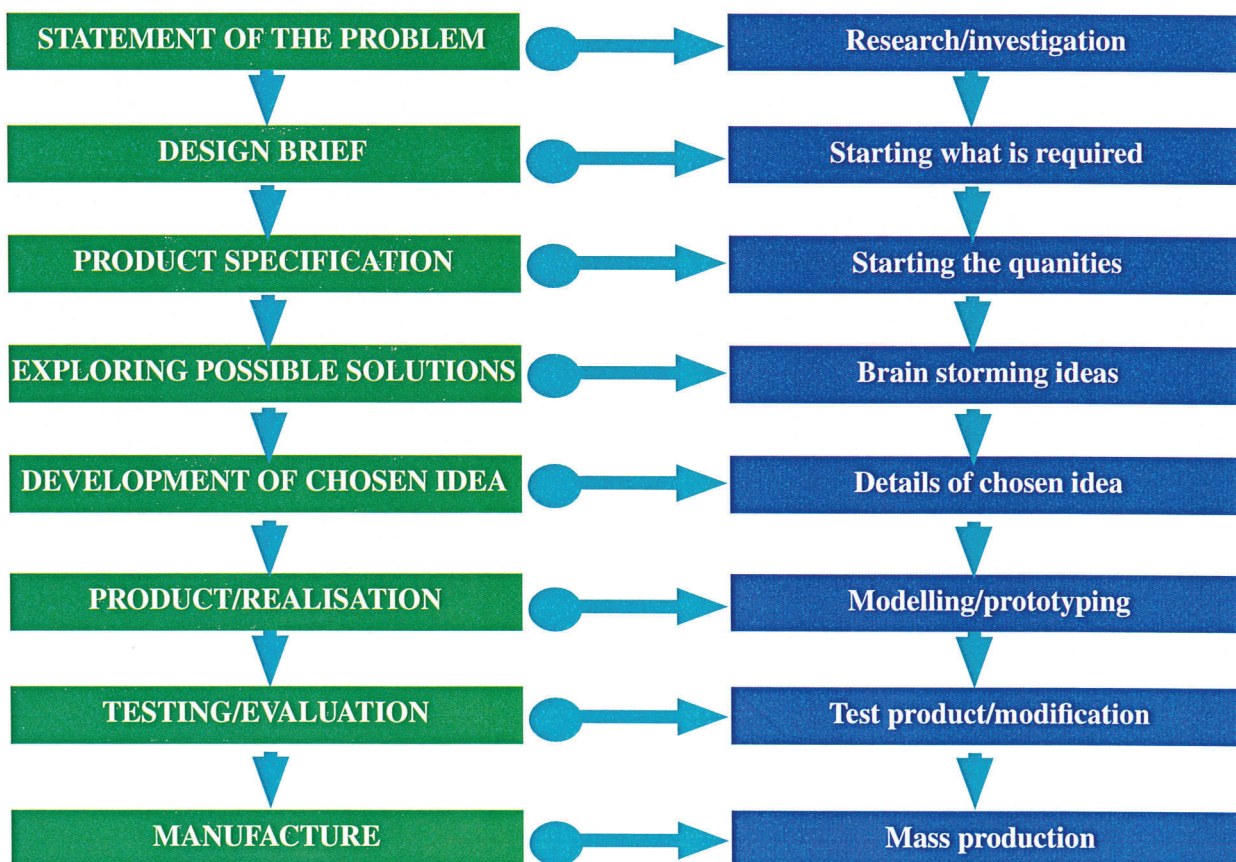 STATEMENT OF THE PROBLEM
Research/investigation
DESIGN BRIEF
Starting what is required
PRODUCT SPECIFICATION
Starting the quanities
EXPLORING POSSIBLE SOLUTIONS
Brain storming ideas
DEVELOPMENT OF CHOSEN IDEA
Details of chosen idea
PRODUCT/REALISATION
Modelling/prototyping
TESTING/EVALUATION
Test product/modification
MANUFACTURE
Mass production